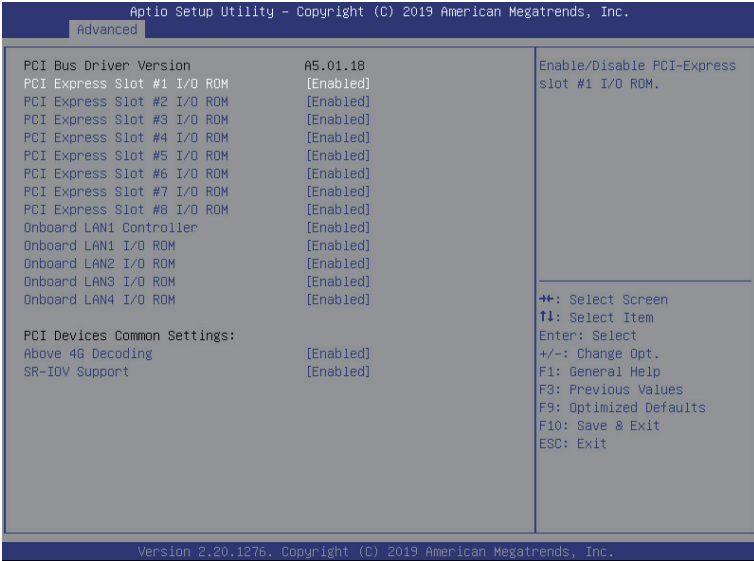 Aptio Setup Utility – Copyright (C) 2019 American Megatrends, Inc.
Advanced
PCI Bus Driver Version A5.01.18
PCI Express Slot #1 I/O ROM [Enabled]
PCI Express Slot #2 I/O ROM [Enabled]
PCI Express Slot #3 I/O ROM [Enabled]
PCI Express Slot #4 I/O ROM [Enabled]
PCI Express Slot #5 I/O ROM [Enabled]
PCI Express Slot #6 I/O ROM [Enabled]
PCI Express Slot #7 I/O ROM [Enabled]
PCI Express Slot #8 I/O ROM [Enabled]
Onboard LAN1 Controller [Enabled]
Onboard LAN1 I/O ROM [Enabled]
Onboard LAN2 I/O ROM [Enabled]
Onboard LAN3 I/O ROM [Enabled]
Onboard LAN4 I/O ROM [Enabled]
PCI Devices Common Settings:
Above 4G Decoding [Enabled]
SR-IOV Support [Enabled]
Enable/Disable PCI-Express
slot #1 I/O ROM.
→←: Select Screen
↑↓: Select Item
Enter: Select
+/-: Change Opt.
F1: General Help
F3: Previous Values
F9: Optimized Defaults
F10: Save & Exit
ESC: Exit
Version 2.20.1276. Copyright (C) 2019 American Megatrends, Inc.